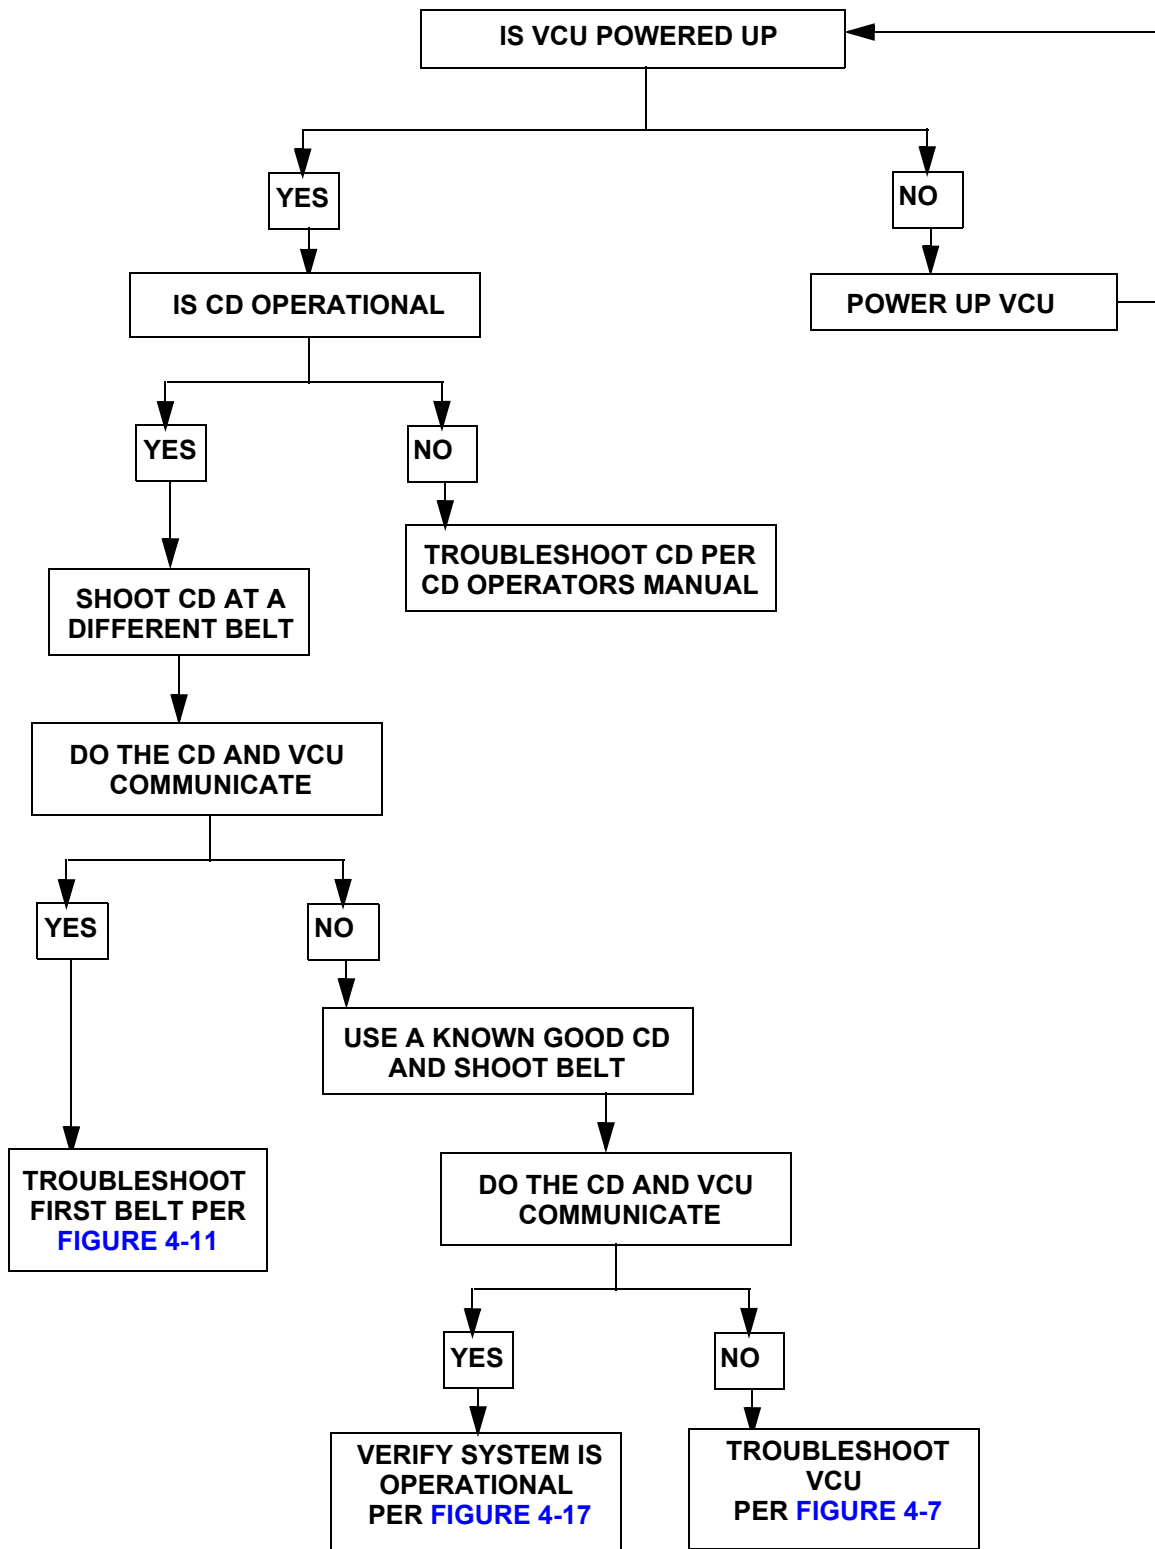 IS VCU POWERED UP
YES
NO
IS CD OPERATIONAL
POWER UP VCU
YES
NO
TROUBLESHOOT CD PER
CD OPERATORS MANUAL
SHOOT CD AT A
DIFFERENT BELT
DO THE CD AND VCU
COMMUNICATE
YES
NO
USE A KNOWN GOOD CD
AND SHOOT BELT
TROUBLESHOOT
FIRST BELT PER
FIGURE 4-11
DO THE CD AND VCU
COMMUNICATE
YES
NO
VERIFY SYSTEM IS
OPERATIONAL
PER FIGURE 4-17
TROUBLESHOOT
VCU
PER FIGURE 4-7